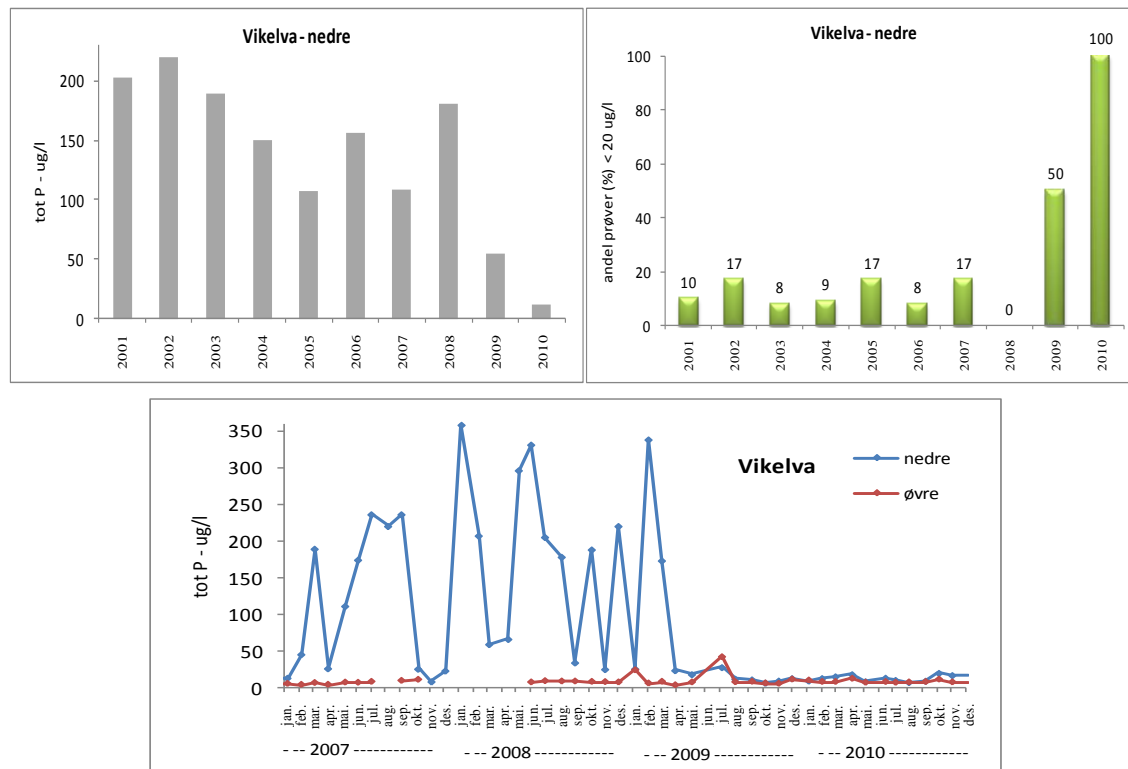 Vikelva - nedre
tot P - ug/l
200
150
100
50
0
2001 2002 2003 2004 2005 2006 2007 2008 2009 2010
Vikelva - nedre
andel prøver (%) < 20 ug/l
100
80
60
40
20
0
10 17 8 9 17 8 17 0 50 100
2001 2002 2003 2004 2005 2006 2007 2008 2009 2010
Vikelva
nedre
øvre
tot P - ug/l
350
300
250
200
150
100
50
0
jan. feb. mar. apr. mai. jun. jul. aug. sep. okt. nov. des. jan. feb. mar. apr. mai. jun. jul. aug. sep. okt. nov. des. jan. feb. mar. apr. mai. jun. jul. aug. sep. okt. nov. des. jan. feb. mar. apr. mai. jun. jul. aug. sep. okt. nov. des.
- -- 2007 ------------ - -- 2008 ------------ - -- 2009 ------------ - -- 2010 ------------